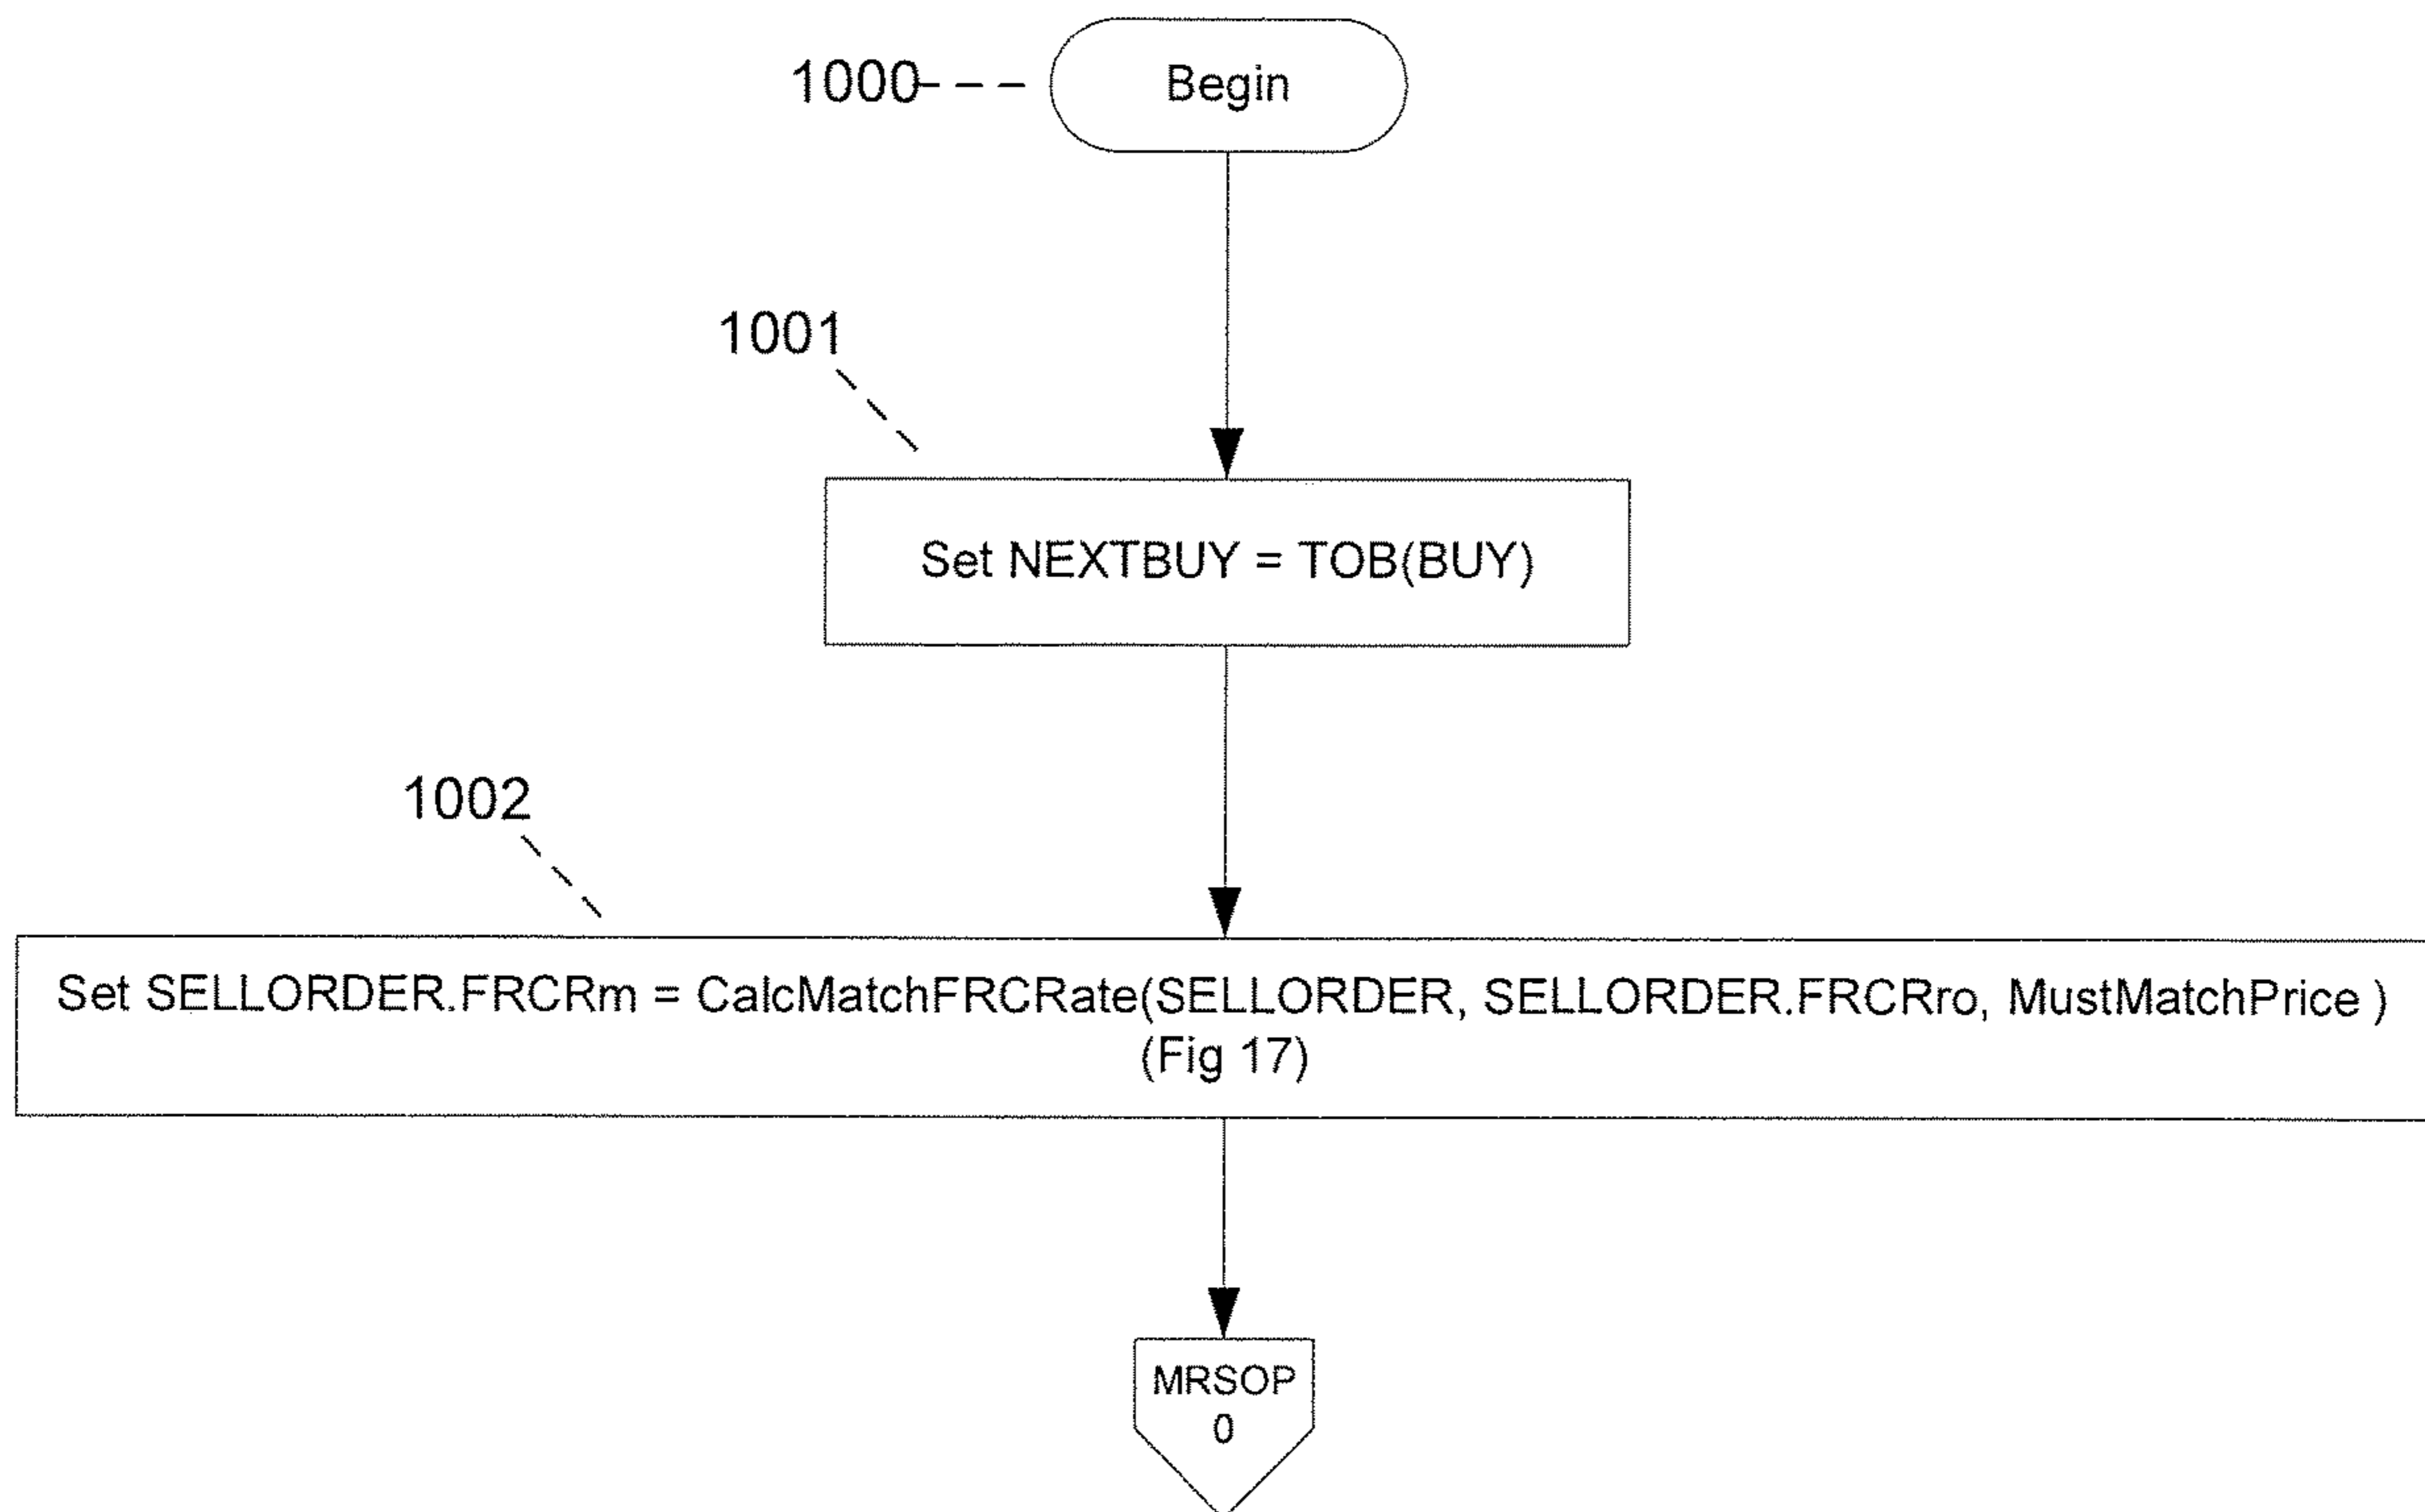 1000
Begin
1001
Set NEXTBUY = TOB(BUY)
1002
Set SELLORDER.FRCRm = CalcMatchFRCRate(SELLORDER, SELLORDER.FRCRro, MustMatchPrice )
(Fig 17)
MRSOP
0